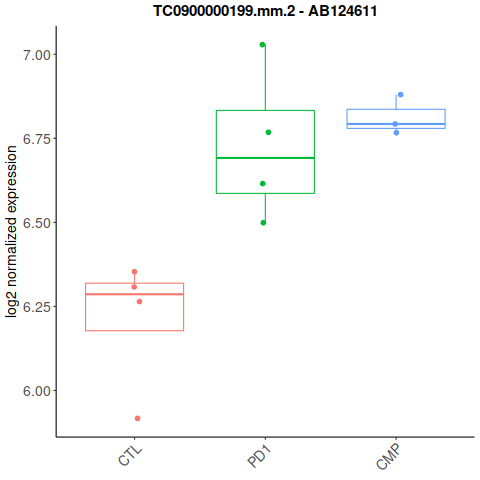 TC0900000199.mm.2 - AB124611
log2 normalized expression
7.00
6.75
6.50
6.25
6.00
CTL
PD1
CMP